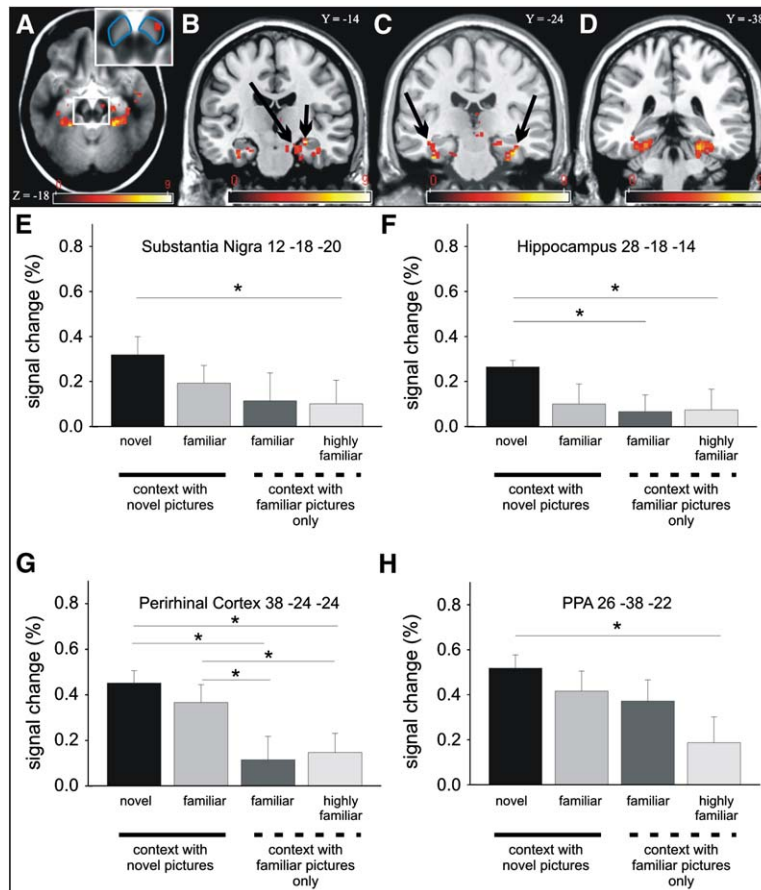 A
B
Y = -14
C
Y = -24
D
Y = -38
Z = -18
0 9
0 9
0 9
0
E
Substantia Nigra 12 -18 -20
*
signal change (%)
0.8
0.6
0.4
0.2
0.0
novel familiar familiar highly familiar
context with novel pictures
context with familiar pictures only
F
Hippocampus 28 -18 -14
*
*
signal change (%)
0.8
0.6
0.4
0.2
0.0
novel familiar familiar highly familiar
context with novel pictures
context with familiar pictures only
G
Perirhinal Cortex 38 -24 -24
*
*
*
*
signal change (%)
0.8
0.6
0.4
0.2
0.0
novel familiar familiar highly familiar
context with novel pictures
context with familiar pictures only
H
PPA 26 -38 -22
*
signal change (%)
0.8
0.6
0.4
0.2
0.0
novel familiar familiar highly familiar
context with novel pictures
context with familiar pictures only